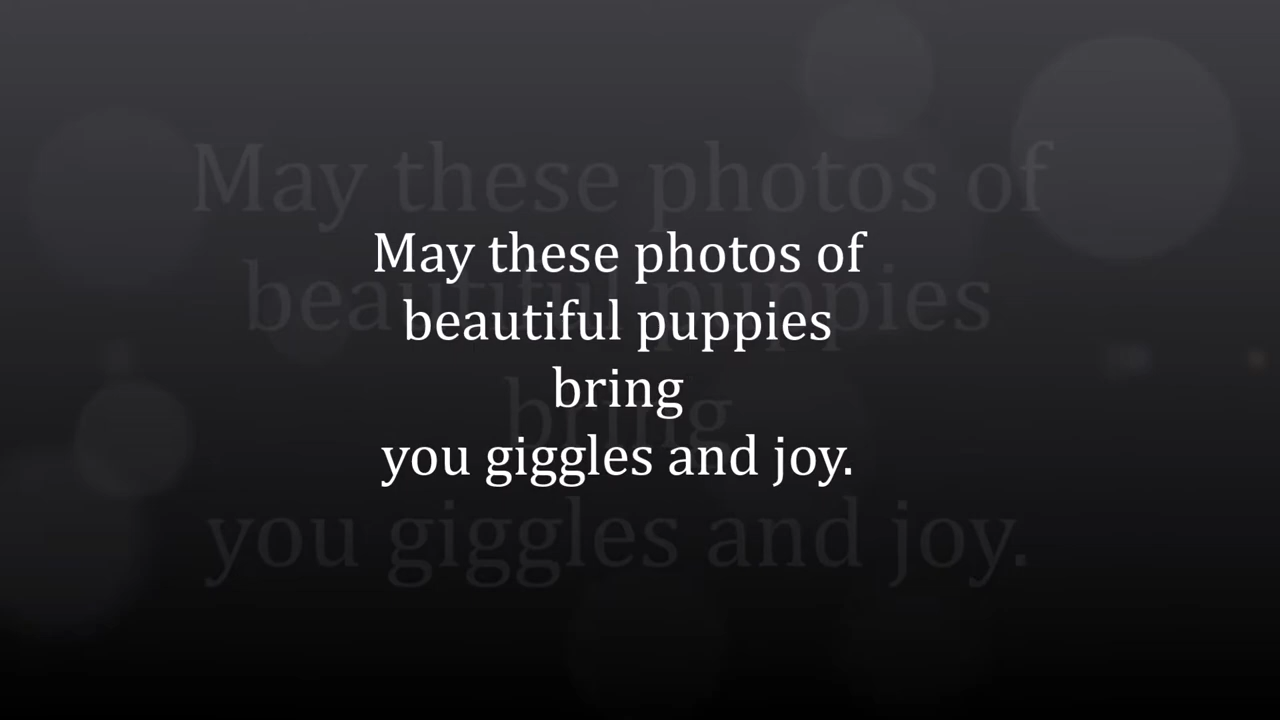 May these photos of
beautiful puppies
bring
you giggles and joy.